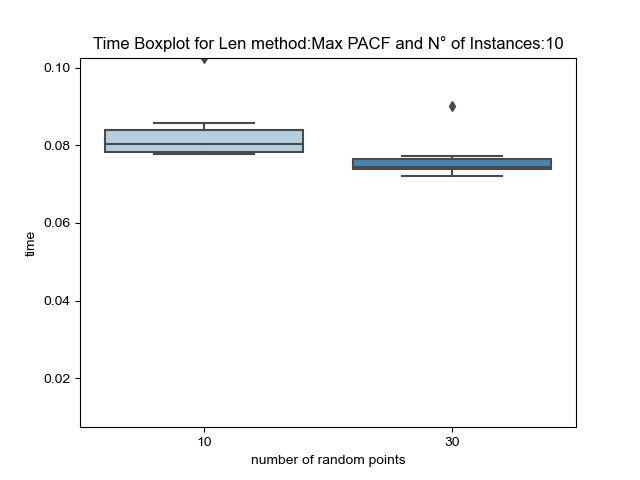 Time Boxplot for Len method:Max PACF and N° of Instances:10
0.10
0.08
0.06
0.04
0.02
time
10 30
number of random points